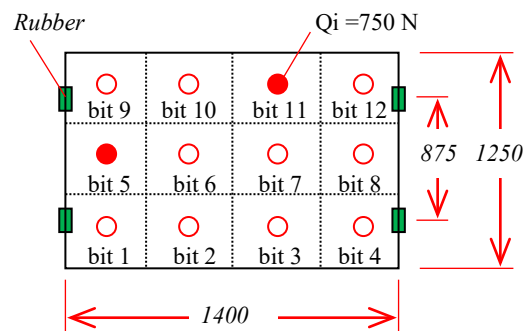 Rubber
Qi =750 N
bit 9
bit 10
bit 11
bit 12
bit 5
bit 6
bit 7
bit 8
875
1250
bit 1
bit 2
bit 3
bit 4
1400